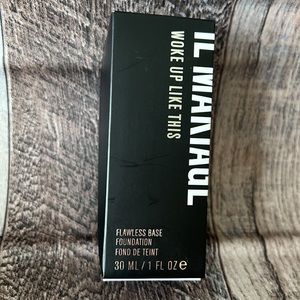 IL MAKIAGE
WOKE UP LIKE THIS
FLAWLESS BASE
FOUNDATION
FOND DE TEINT
30 ML / 1 FL OZ e